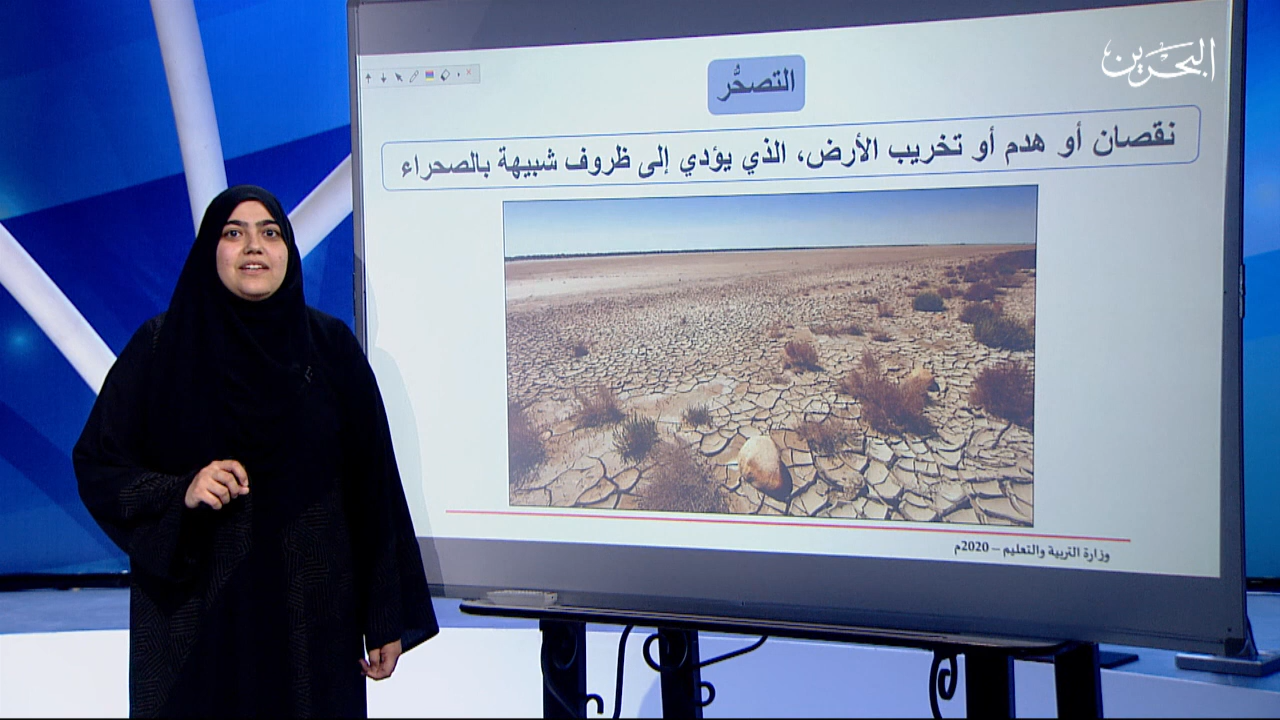 البحرين
التصحُّر
نقصان أو هدم أو تخريب الأرض، الذي يؤدي إلى ظروف شبيهة بالصحراء
وزارة التربية والتعليم – 2020م